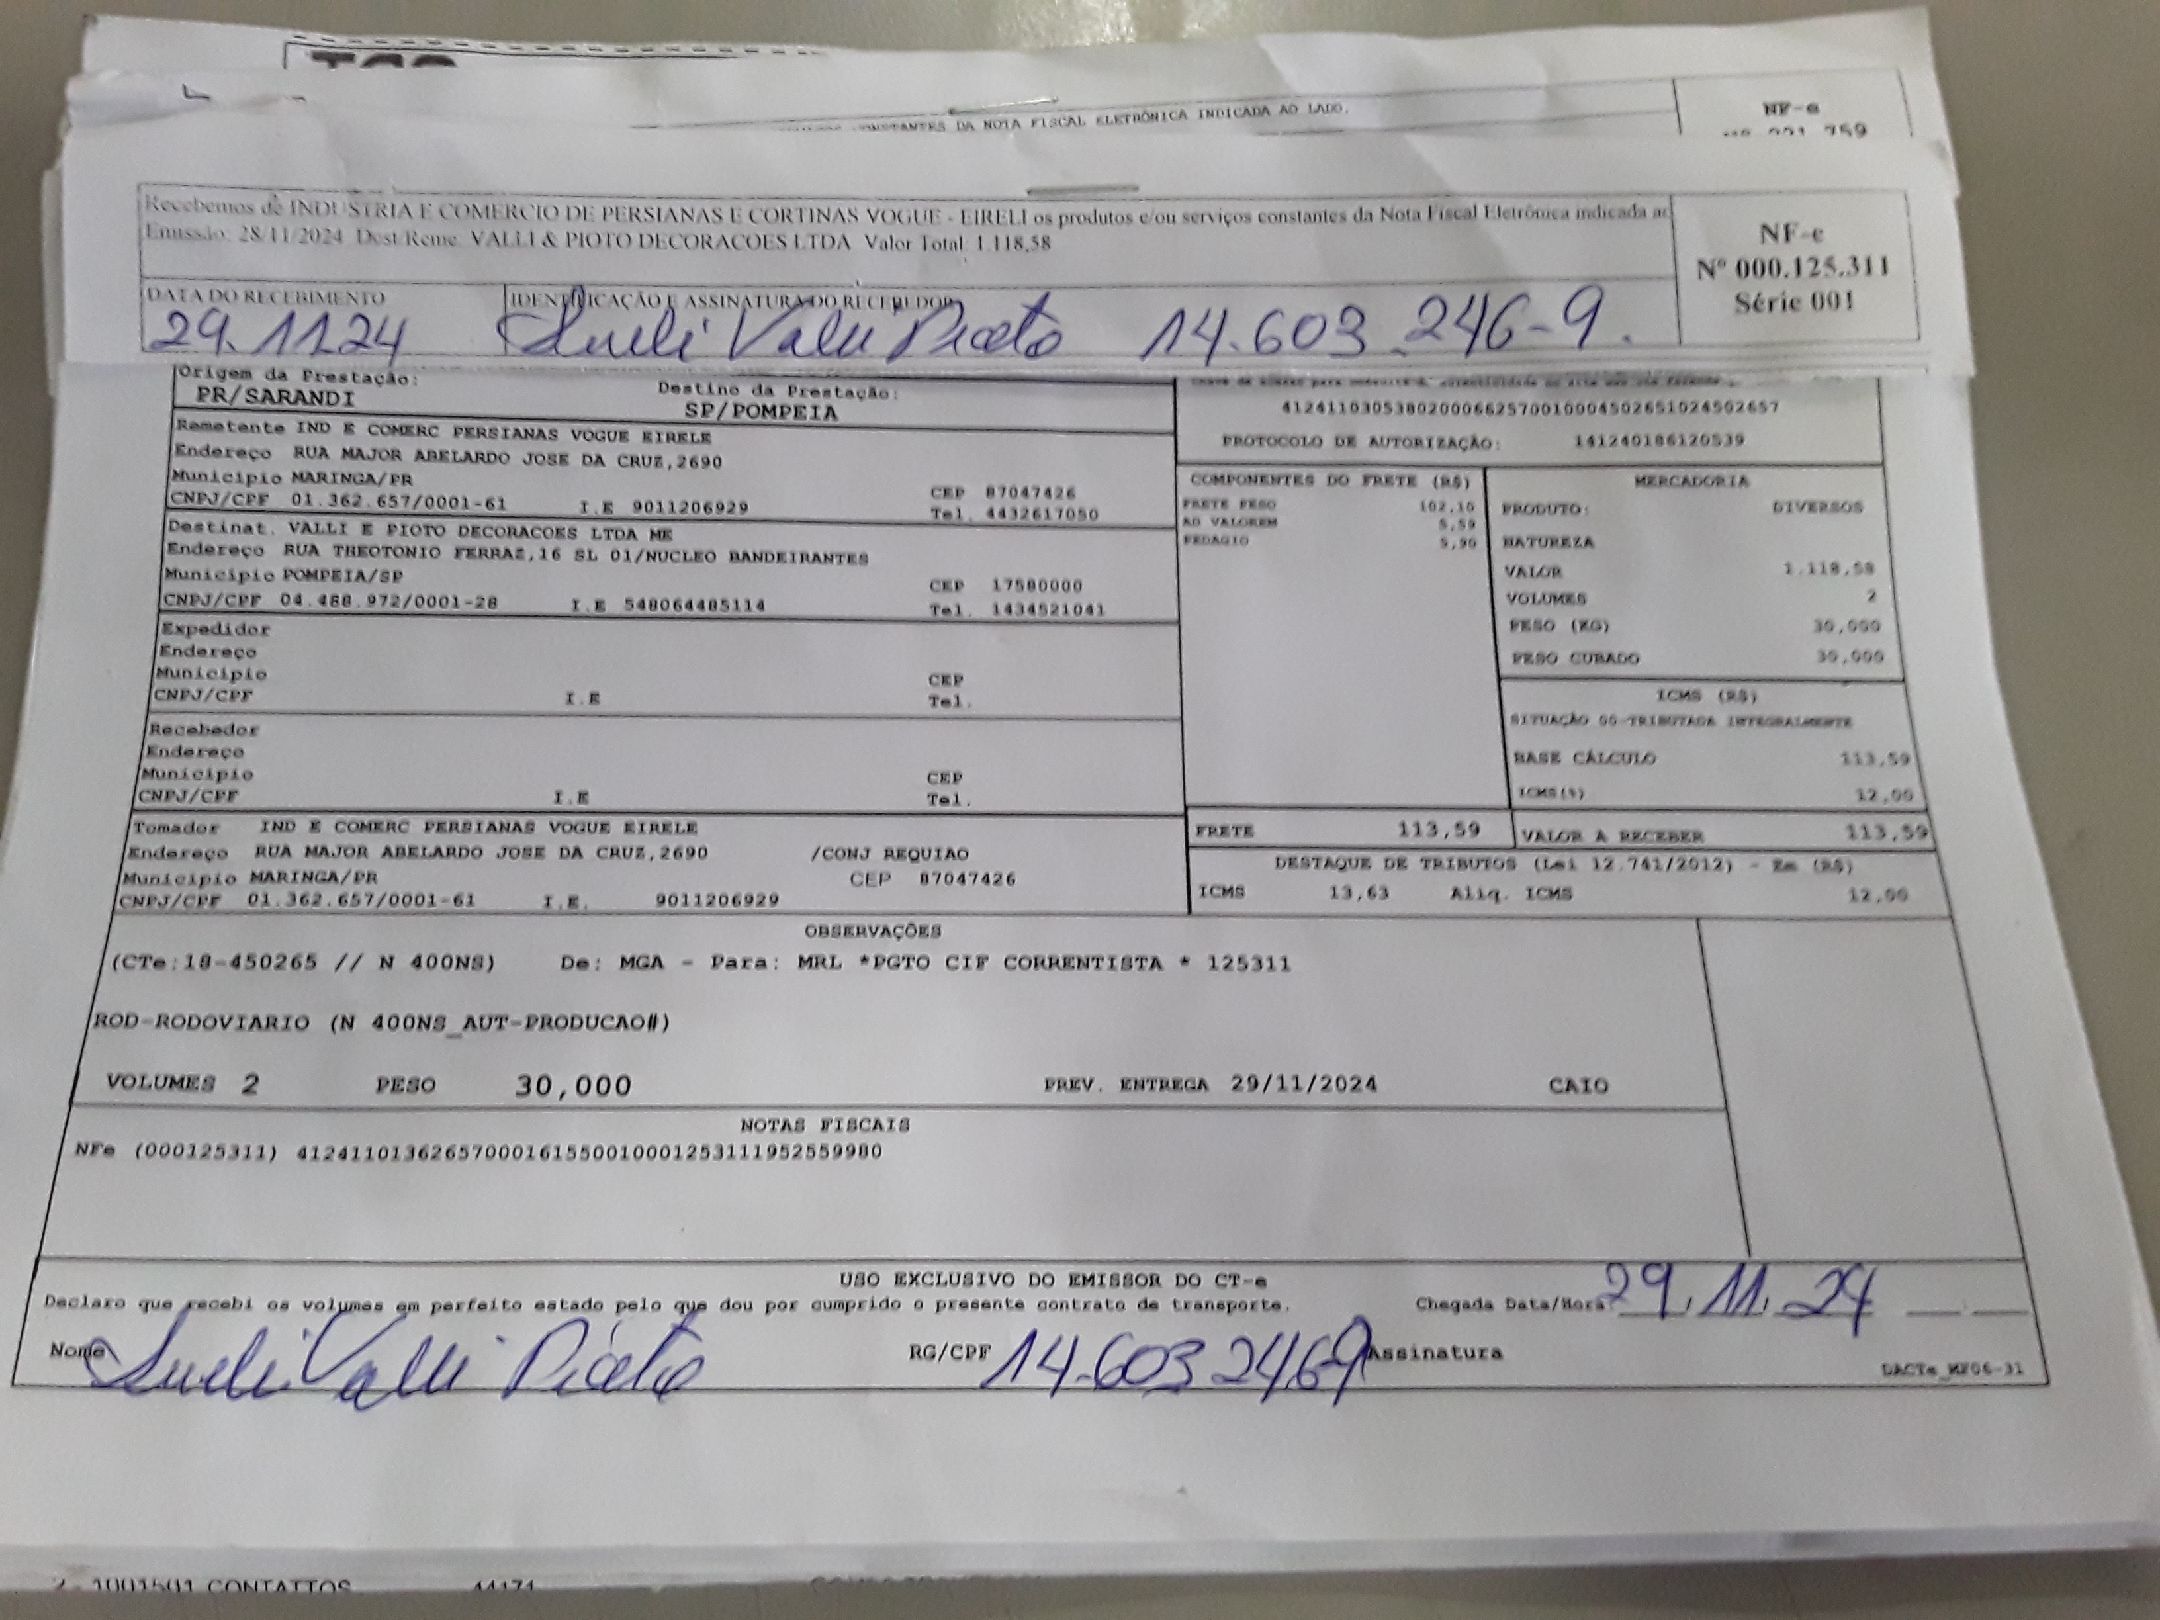 CONSTANTES DA NOTA FISCAL ELETRÔNICA INDICADA AO LADO.
NF-e
759
Recebemos de INDUSTRIA E COMERCIO DE PERSIANAS E CORTINAS VOGUE - EIRELI os produtos e/ou serviços constantes da Nota Fiscal Eletrônica indicada ao
Emissão: 28/11/2024 Dest/Reme: VALLI & PIOTO DECORACOES LTDA Valor Total: 1.118,58
NF-e
Nº 000.125.311
Série 001
DATA DO RECEBIMENTO
IDENTIFICAÇÃO E ASSINATURA DO RECEBEDOR
29.11.24 Sueli Valli Pioto 14.603.246-9.
Origem da Prestação:
PR/SARANDI
Destino da Prestação:
SP/POMPEIA
41241103053802000662570010004502651024502657
PROTOCOLO DE AUTORIZAÇÃO: 141240186120539
Remetente IND E COMERC PERSIANAS VOGUE EIRELE
Endereço RUA MAJOR ABELARDO JOSE DA CRUZ,2690
Municipio MARINGA/PR CEP 87047426
CNPJ/CPF 01.362.657/0001-61 I.E 9011206929 Tel. 4432617050
Destinat. VALLI E PIOTO DECORACOES LTDA ME
Endereço RUA THEOTONIO FERRAZ,16 SL 01/NUCLEO BANDEIRANTES
Municipio POMPEIA/SP CEP 17580000
CNPJ/CPF 04.488.972/0001-28 I.E 548064485114 Tel. 1434521041
Expedidor
Endereço
Municipio CEP
CNPJ/CPF I.E Tel.
Recebedor
Endereço
Municipio CEP
CNPJ/CPF I.E Tel.
Tomador IND E COMERC PERSIANAS VOGUE EIRELE
Endereço RUA MAJOR ABELARDO JOSE DA CRUZ,2690 /CONJ REQUIAO
Municipio MARINGA/PR CEP 87047426
CNPJ/CPF 01.362.657/0001-61 I.E. 9011206929
COMPONENTES DO FRETE (R$)
FRETE PESO 102,10
AD VALOREM 5,59
PEDAGIO 5,90
MERCADORIA
PRODUTO: DIVERSOS
NATUREZA
VALOR 1.118,58
VOLUMES 2
PESO (KG) 30,000
PESO CUBADO 30,000
ICMS (R$)
SITUAÇÃO 00-TRIBUTADA INTEGRALMENTE
BASE CÁLCULO 113,59
ICMS(%) 12,00
FRETE 113,59
VALOR A RECEBER 113,59
DESTAQUE DE TRIBUTOS (Lei 12.741/2012) - Em (R$)
ICMS 13,63 Aliq. ICMS 12,00
OBSERVAÇÕES
(CTe:18-450265 // N 400NS) De: MGA - Para: MRL *PGTO CIF CORRENTISTA * 125311
ROD-RODOVIARIO (N 400NS_AUT-PRODUCAO#)
VOLUMES 2 PESO 30,000 PREV. ENTREGA 29/11/2024 CAIO
NOTAS FISCAIS
NFe (000125311) 41241101362657000161550010001253111952559980
USO EXCLUSIVO DO EMISSOR DO CT-e
Declaro que recebi os volumes em perfeito estado pelo que dou por cumprido o presente contrato de transporte. Chegada Data/Hora: 29/11/24
Nome Sueli Valli Pioto RG/CPF 14.603 246-9 Assinatura
DACTe_MF06-31
CONTATTOS